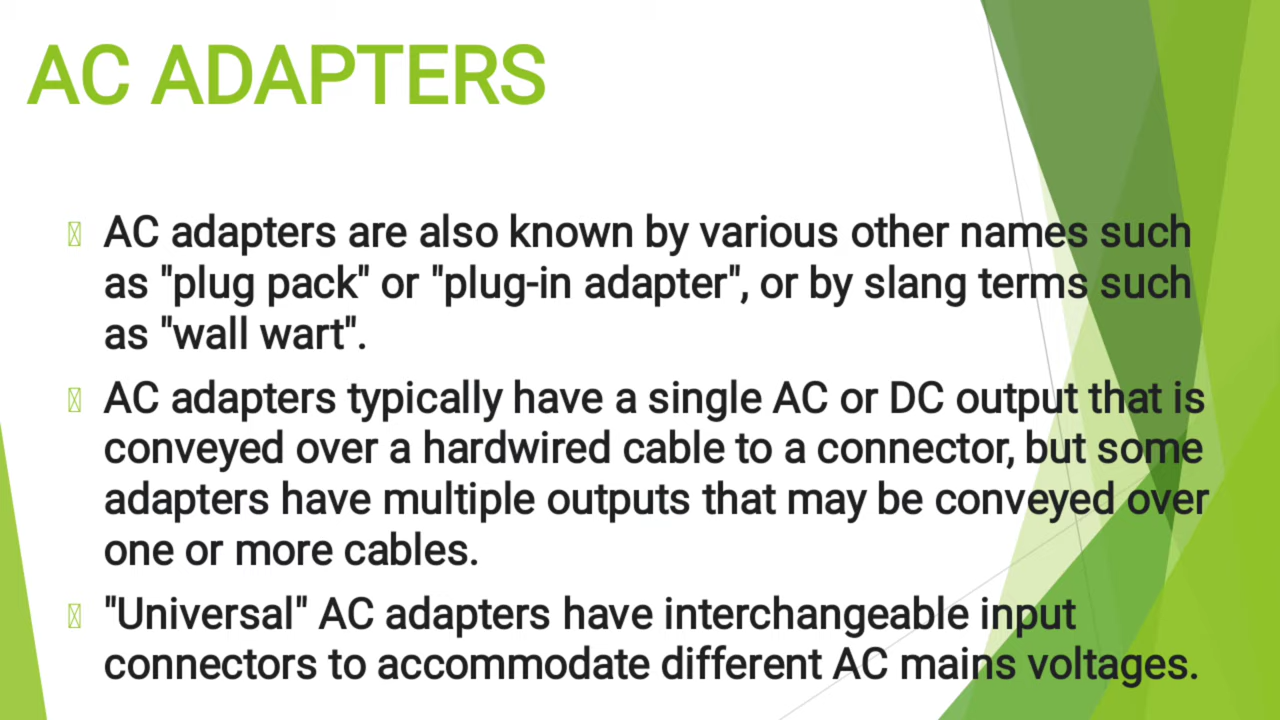 AC ADAPTERS
AC adapters are also known by various other names such
as "plug pack" or "plug-in adapter", or by slang terms such
as "wall wart".
AC adapters typically have a single AC or DC output that is
conveyed over a hardwired cable to a connector, but some
adapters have multiple outputs that may be conveyed over
one or more cables.
"Universal" AC adapters have interchangeable input
connectors to accommodate different AC mains voltages.